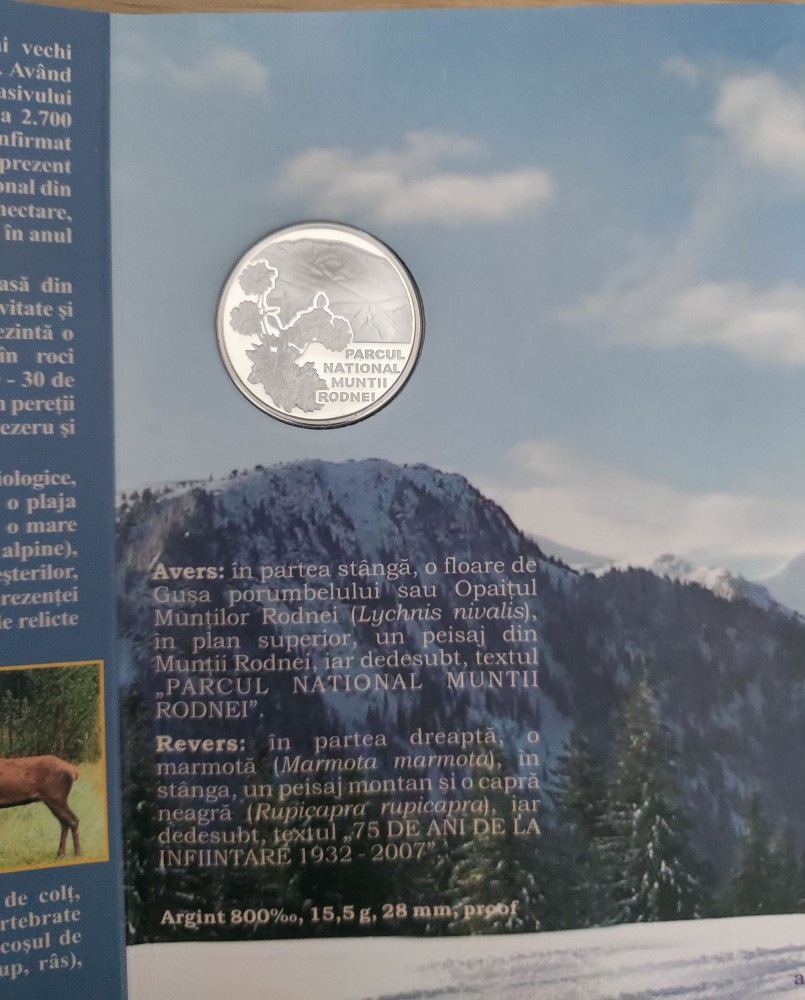 i vechi
. Având
asivului
a 2.700
nfirmat
prezent
onal din
hectare,
în anul
asă din
vitate și
ezintă o
în roci
- 30 de
n pereții
ezeru și
iologice,
o plaja
o mare
alpine),
eșterilor,
rezenței
ie relicte
de colț,
rtebrate
coșul de
up, râs),
PARCUL
NATIONAL
MUNTII
RODNEI
Avers: în partea stângă, o floare de
Gușa porumbelului sau Opaițul
Munților Rodnei (Lychnis nivalis),
în plan superior, un peisaj din
Munții Rodnei, iar dedesubt, textul
„PARCUL NATIONAL MUNTII
RODNEI”.
Revers: în partea dreaptă, o
marmotă (Marmota marmota), în
stânga, un peisaj montan și o capră
neagră (Rupicapra rupicapra), iar
dedesubt, textul „75 DE ANI DE LA
INFIINTARE 1932 - 2007”
Argint 800‰, 15,5 g, 28 mm, proof
a